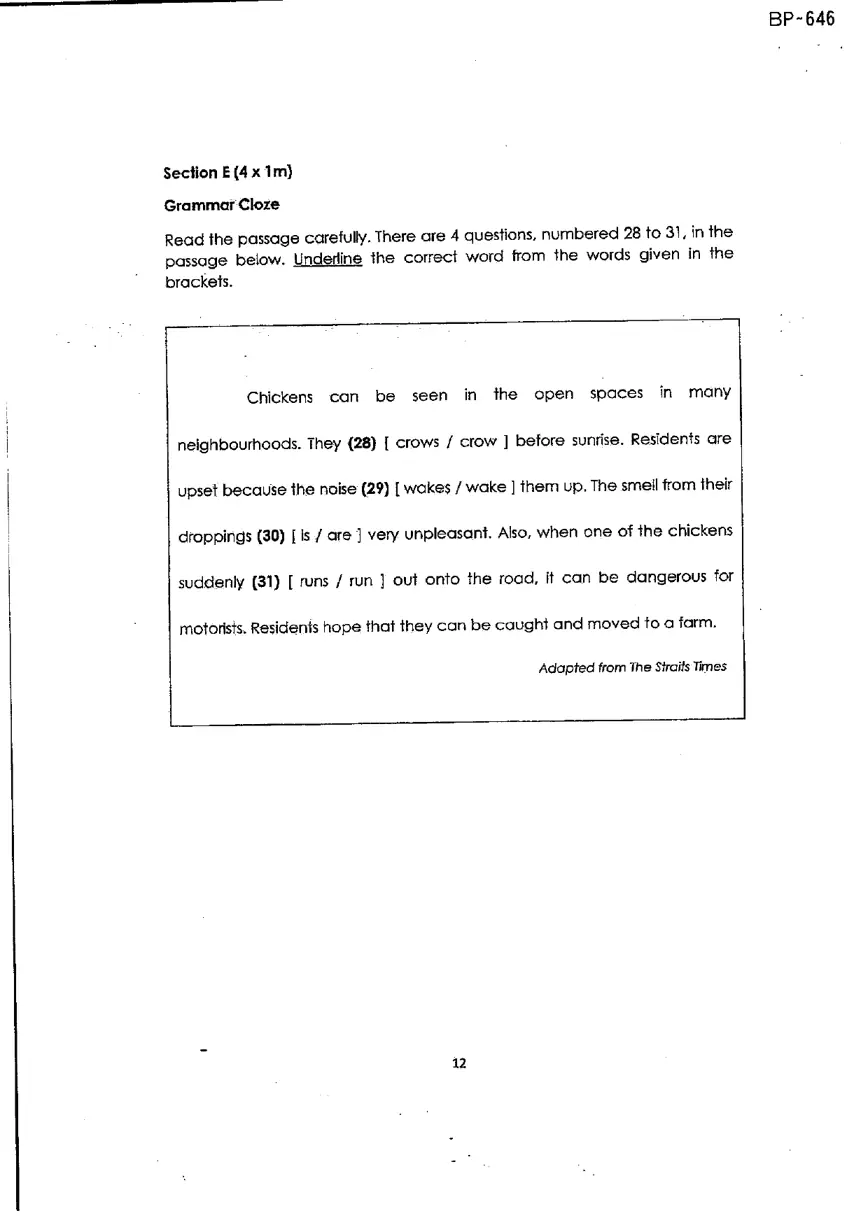 BP-646
Section E (4 x 1m)
Grammar Cloze
Read the passage carefully. There are 4 questions, numbered 28 to 31, in the
passage below. Underline the correct word from the words given in the
brackets.
Chickens can be seen in the open spaces in many
neighbourhoods. They (28) [ crows / crow ] before sunrise. Residents are
upset because the noise (29) [ wakes / wake ] them up. The smell from their
droppings (30) [ is / are ] very unpleasant. Also, when one of the chickens
suddenly (31) [ runs / run ] out onto the road, it can be dangerous for
motorists. Residents hope that they can be caught and moved to a farm.
Adapted from The Straits Times
12